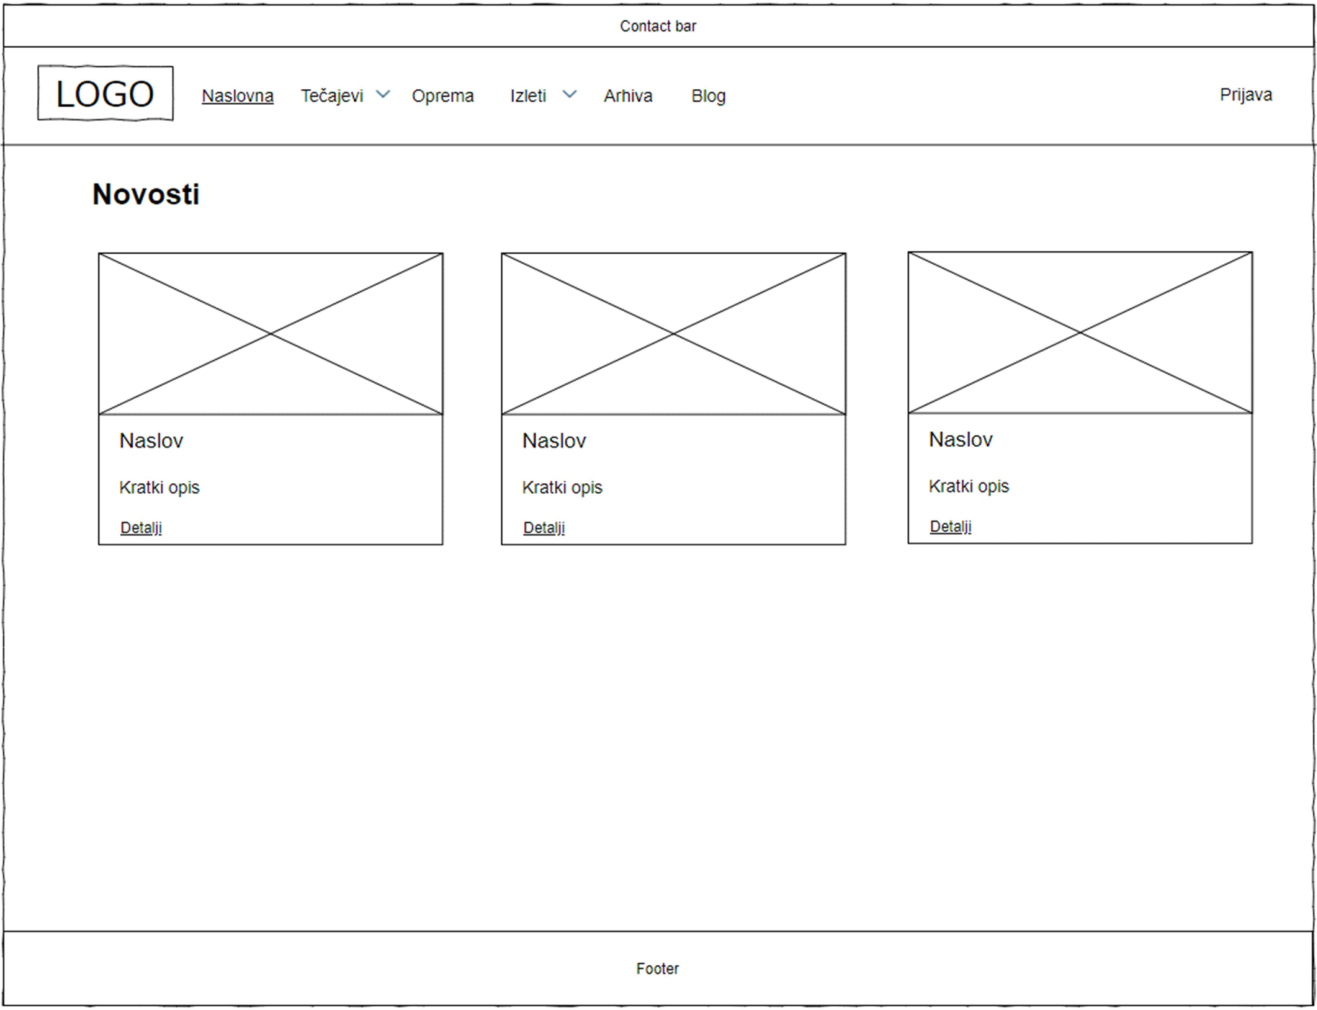 Contact bar
LOGO Naslovna Tečajevi Oprema Izleti Arhiva Blog Prijava
Novosti
Naslov Naslov Naslov
Kratki opis Kratki opis Kratki opis
Detalji Detalji Detalji
Footer